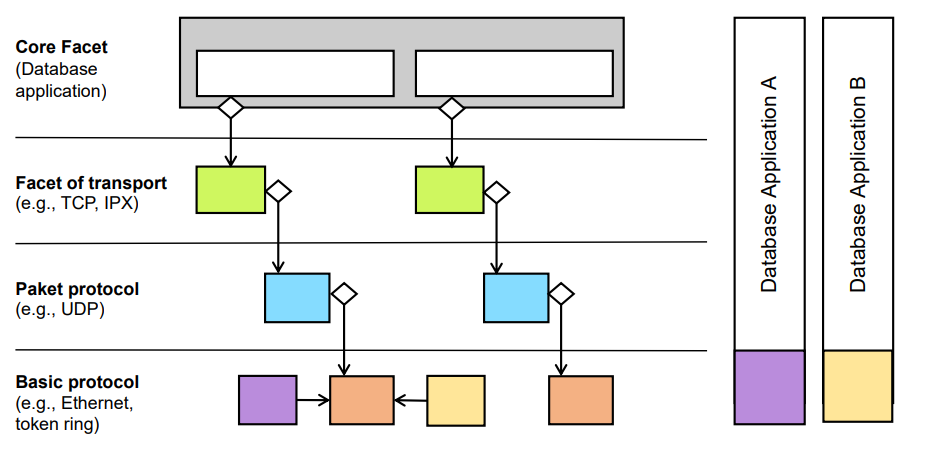 Core Facet
(Database
application)
Facet of transport
(e.g., TCP, IPX)
Paket protocol
(e.g., UDP)
Basic protocol
(e.g., Ethernet,
token ring)
Database Application A
Database Application B